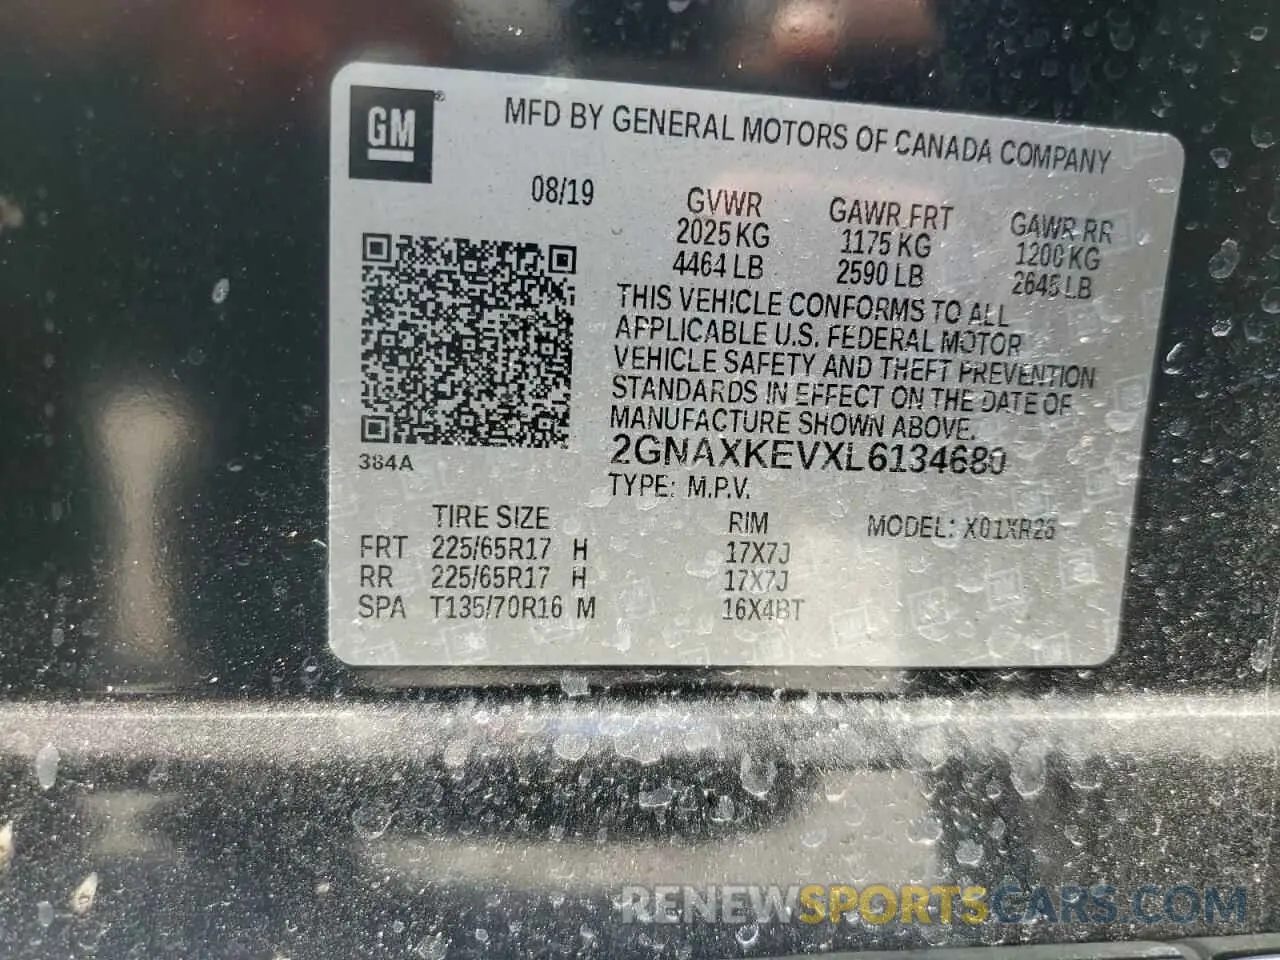 GM ®
MFD BY GENERAL MOTORS OF CANADA COMPANY
08/19
GVWR GAWR FRT GAWR RR
2025 KG 1175 KG 1200 KG
4464 LB 2590 LB 2645 LB
THIS VEHICLE CONFORMS TO ALL
APPLICABLE U.S. FEDERAL MOTOR
VEHICLE SAFETY AND THEFT PREVENTION
STANDARDS IN EFFECT ON THE DATE OF
MANUFACTURE SHOWN ABOVE.
384A
2GNAXKEVXL6134680
TYPE: M.P.V.
TIRE SIZE RIM MODEL: X01XR26
FRT 225/65R17 H 17X7J
RR 225/65R17 H 17X7J
SPA T135/70R16 M 16X4BT
RENEWSPORTSCARS.COM